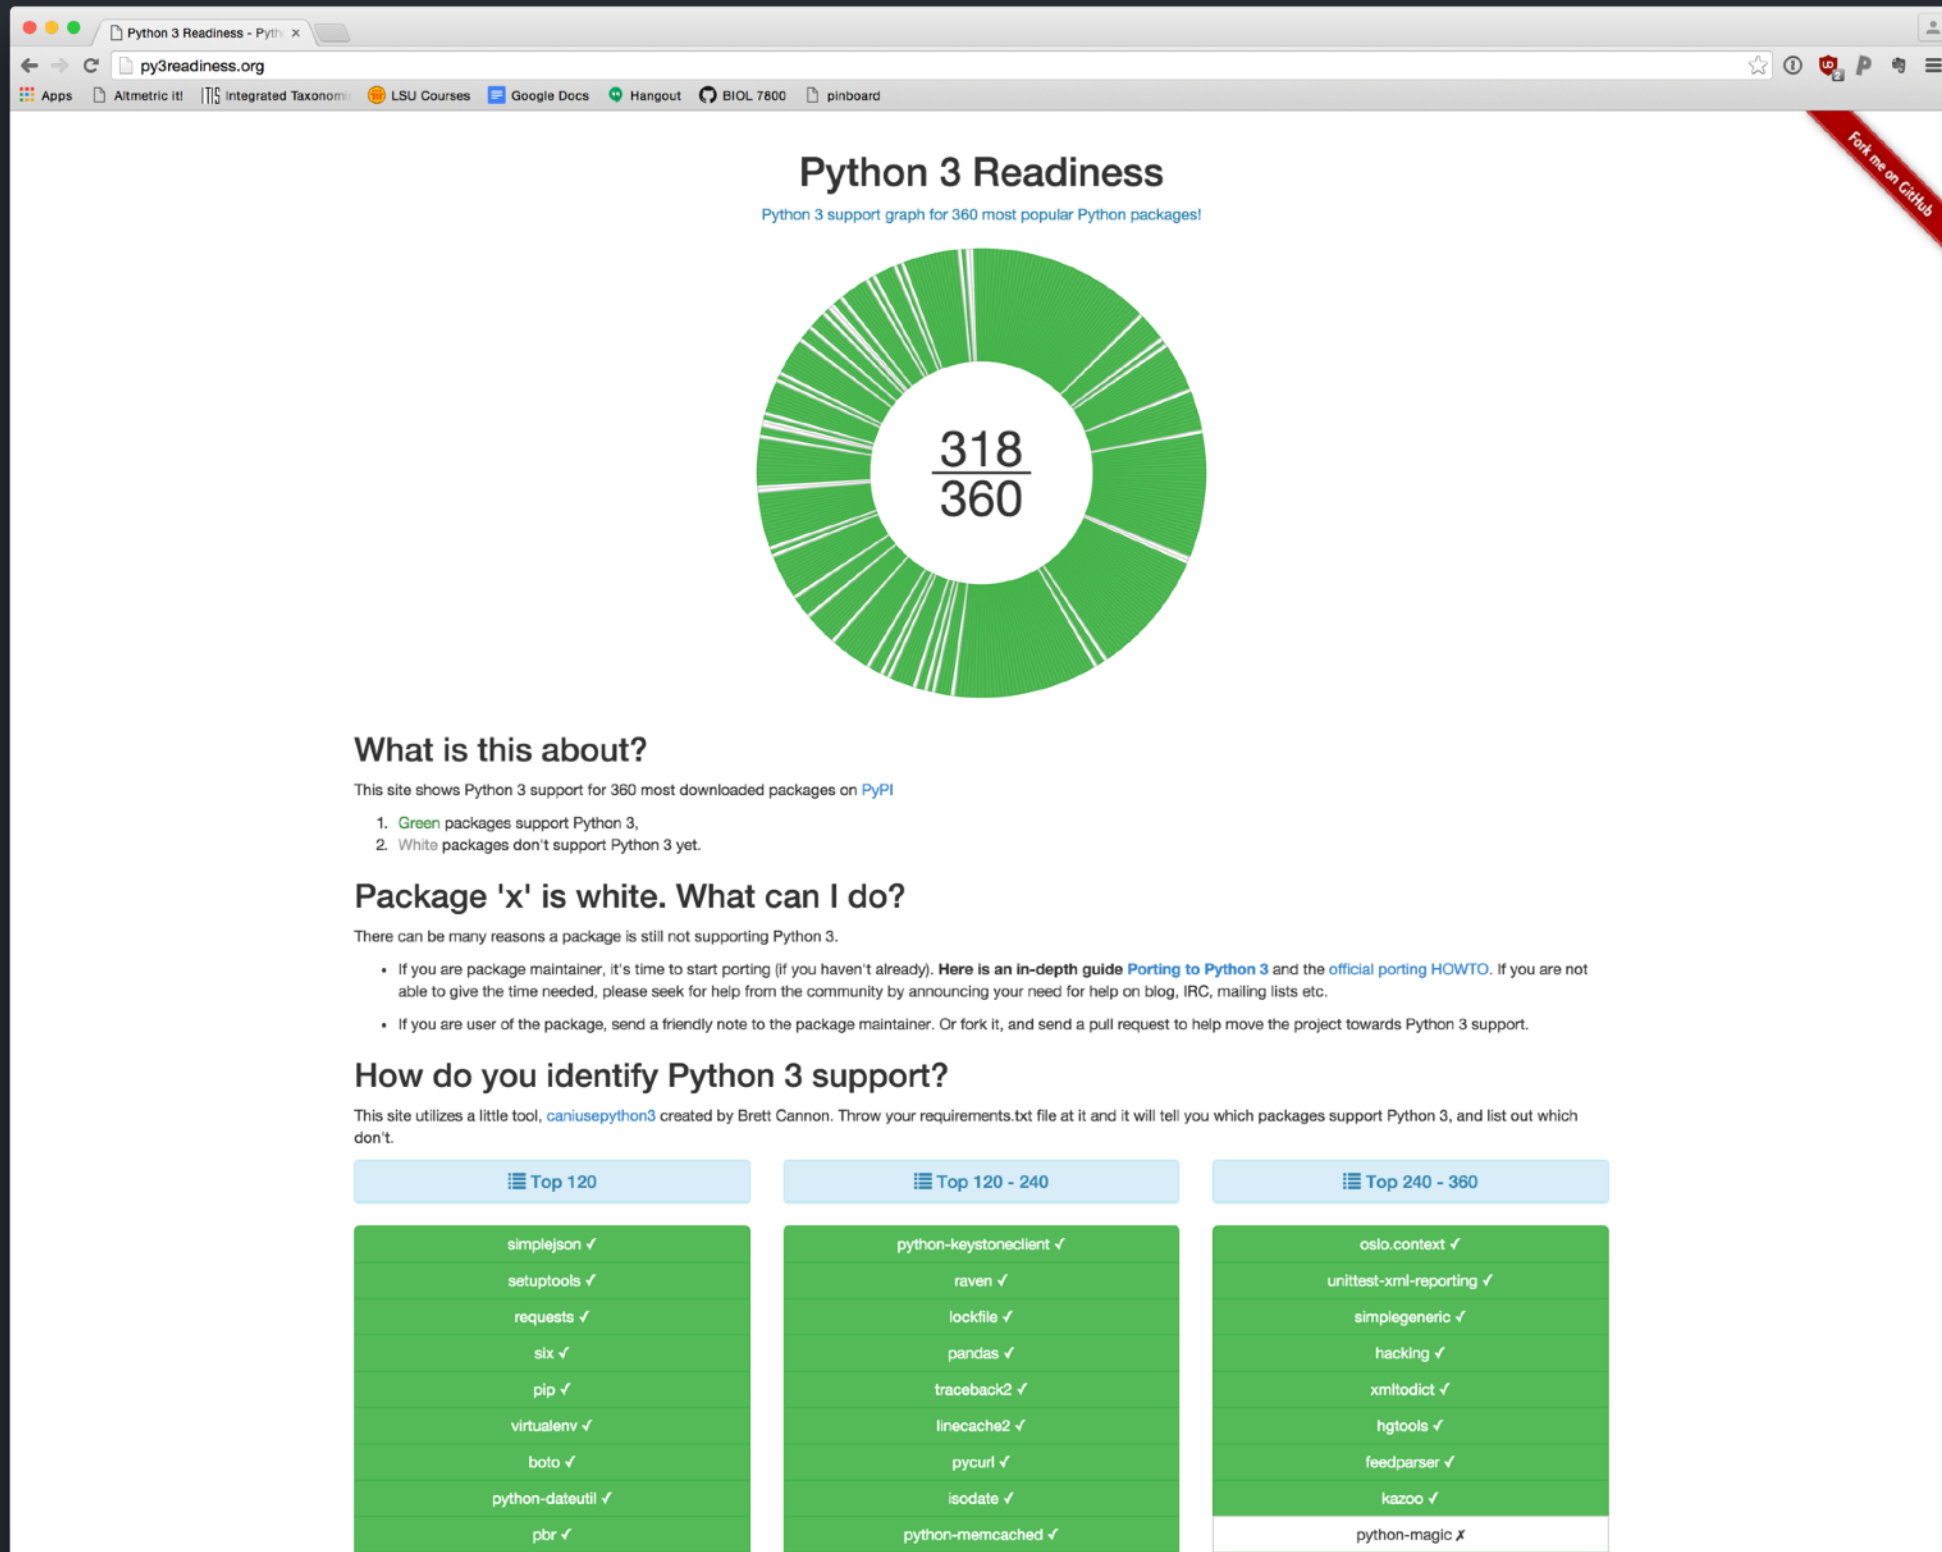 Python 3 Readiness - Pyth
py3readiness.org
2
Apps
Altmetric it!
Integrated Taxonomi
LSU Courses
Google Docs
Hangout
BIOL 7800
pinboard
Fork me on GitHub
Python 3 Readiness
Python 3 support graph for 360 most popular Python packages!
318
360
What is this about?
This site shows Python 3 support for 360 most downloaded packages on PyPI
1. Green packages support Python 3,
2. White packages don't support Python 3 yet.
Package 'x' is white. What can I do?
There can be many reasons a package is still not supporting Python 3.
• If you are package maintainer, it's time to start porting (if you haven't already). Here is an in-depth guide Porting to Python 3 and the official porting HOWTO. If you are not
able to give the time needed, please seek for help from the community by announcing your need for help on blog, IRC, mailing lists etc.
• If you are user of the package, send a friendly note to the package maintainer. Or fork it, and send a pull request to help move the project towards Python 3 support.
How do you identify Python 3 support?
This site utilizes a little tool, caniusepython3 created by Brett Cannon. Throw your requirements.txt file at it and it will tell you which packages support Python 3, and list out which
don't.
Top 120
simplejson ✓
setuptools ✓
requests ✓
six ✓
pip ✓
virtualenv ✓
boto ✓
python-dateutil ✓
pbr ✓
Top 120 - 240
python-keystoneclient ✓
raven ✓
lockfile ✓
pandas ✓
traceback2 ✓
linecache2 ✓
pycurl ✓
isodate ✓
python-memcached ✓
Top 240 - 360
oslo.context ✓
unittest-xml-reporting ✓
simplegeneric ✓
hacking ✓
xmltodict ✓
hgtools ✓
feedparser ✓
kazoo ✓
python-magic ✗